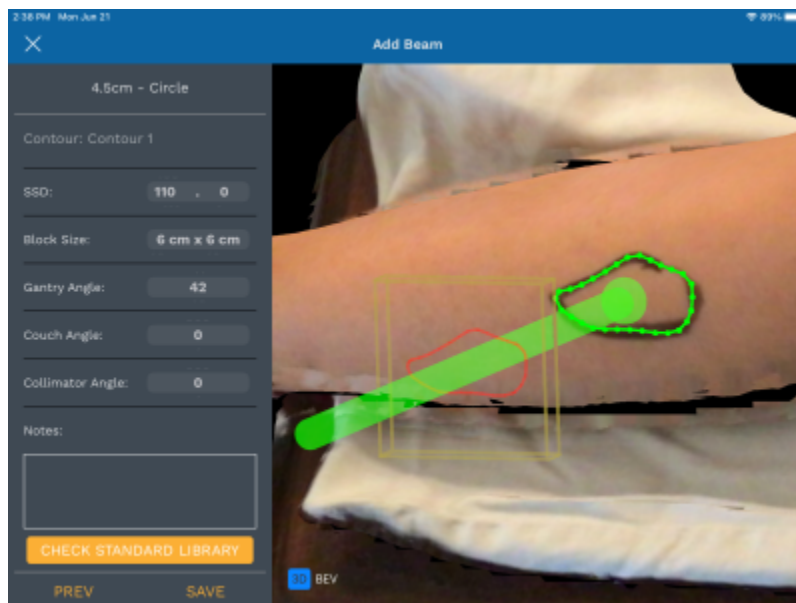 2:38 PM Mon Jun 21
89%
Add Beam
4.5cm - Circle
Contour: Contour 1
SSD: 110 . 0
Block Size: 6 cm x 6 cm
Gantry Angle: 42
Couch Angle: 0
Collimator Angle: 0
Notes:
CHECK STANDARD LIBRARY
PREV SAVE
3D BEV